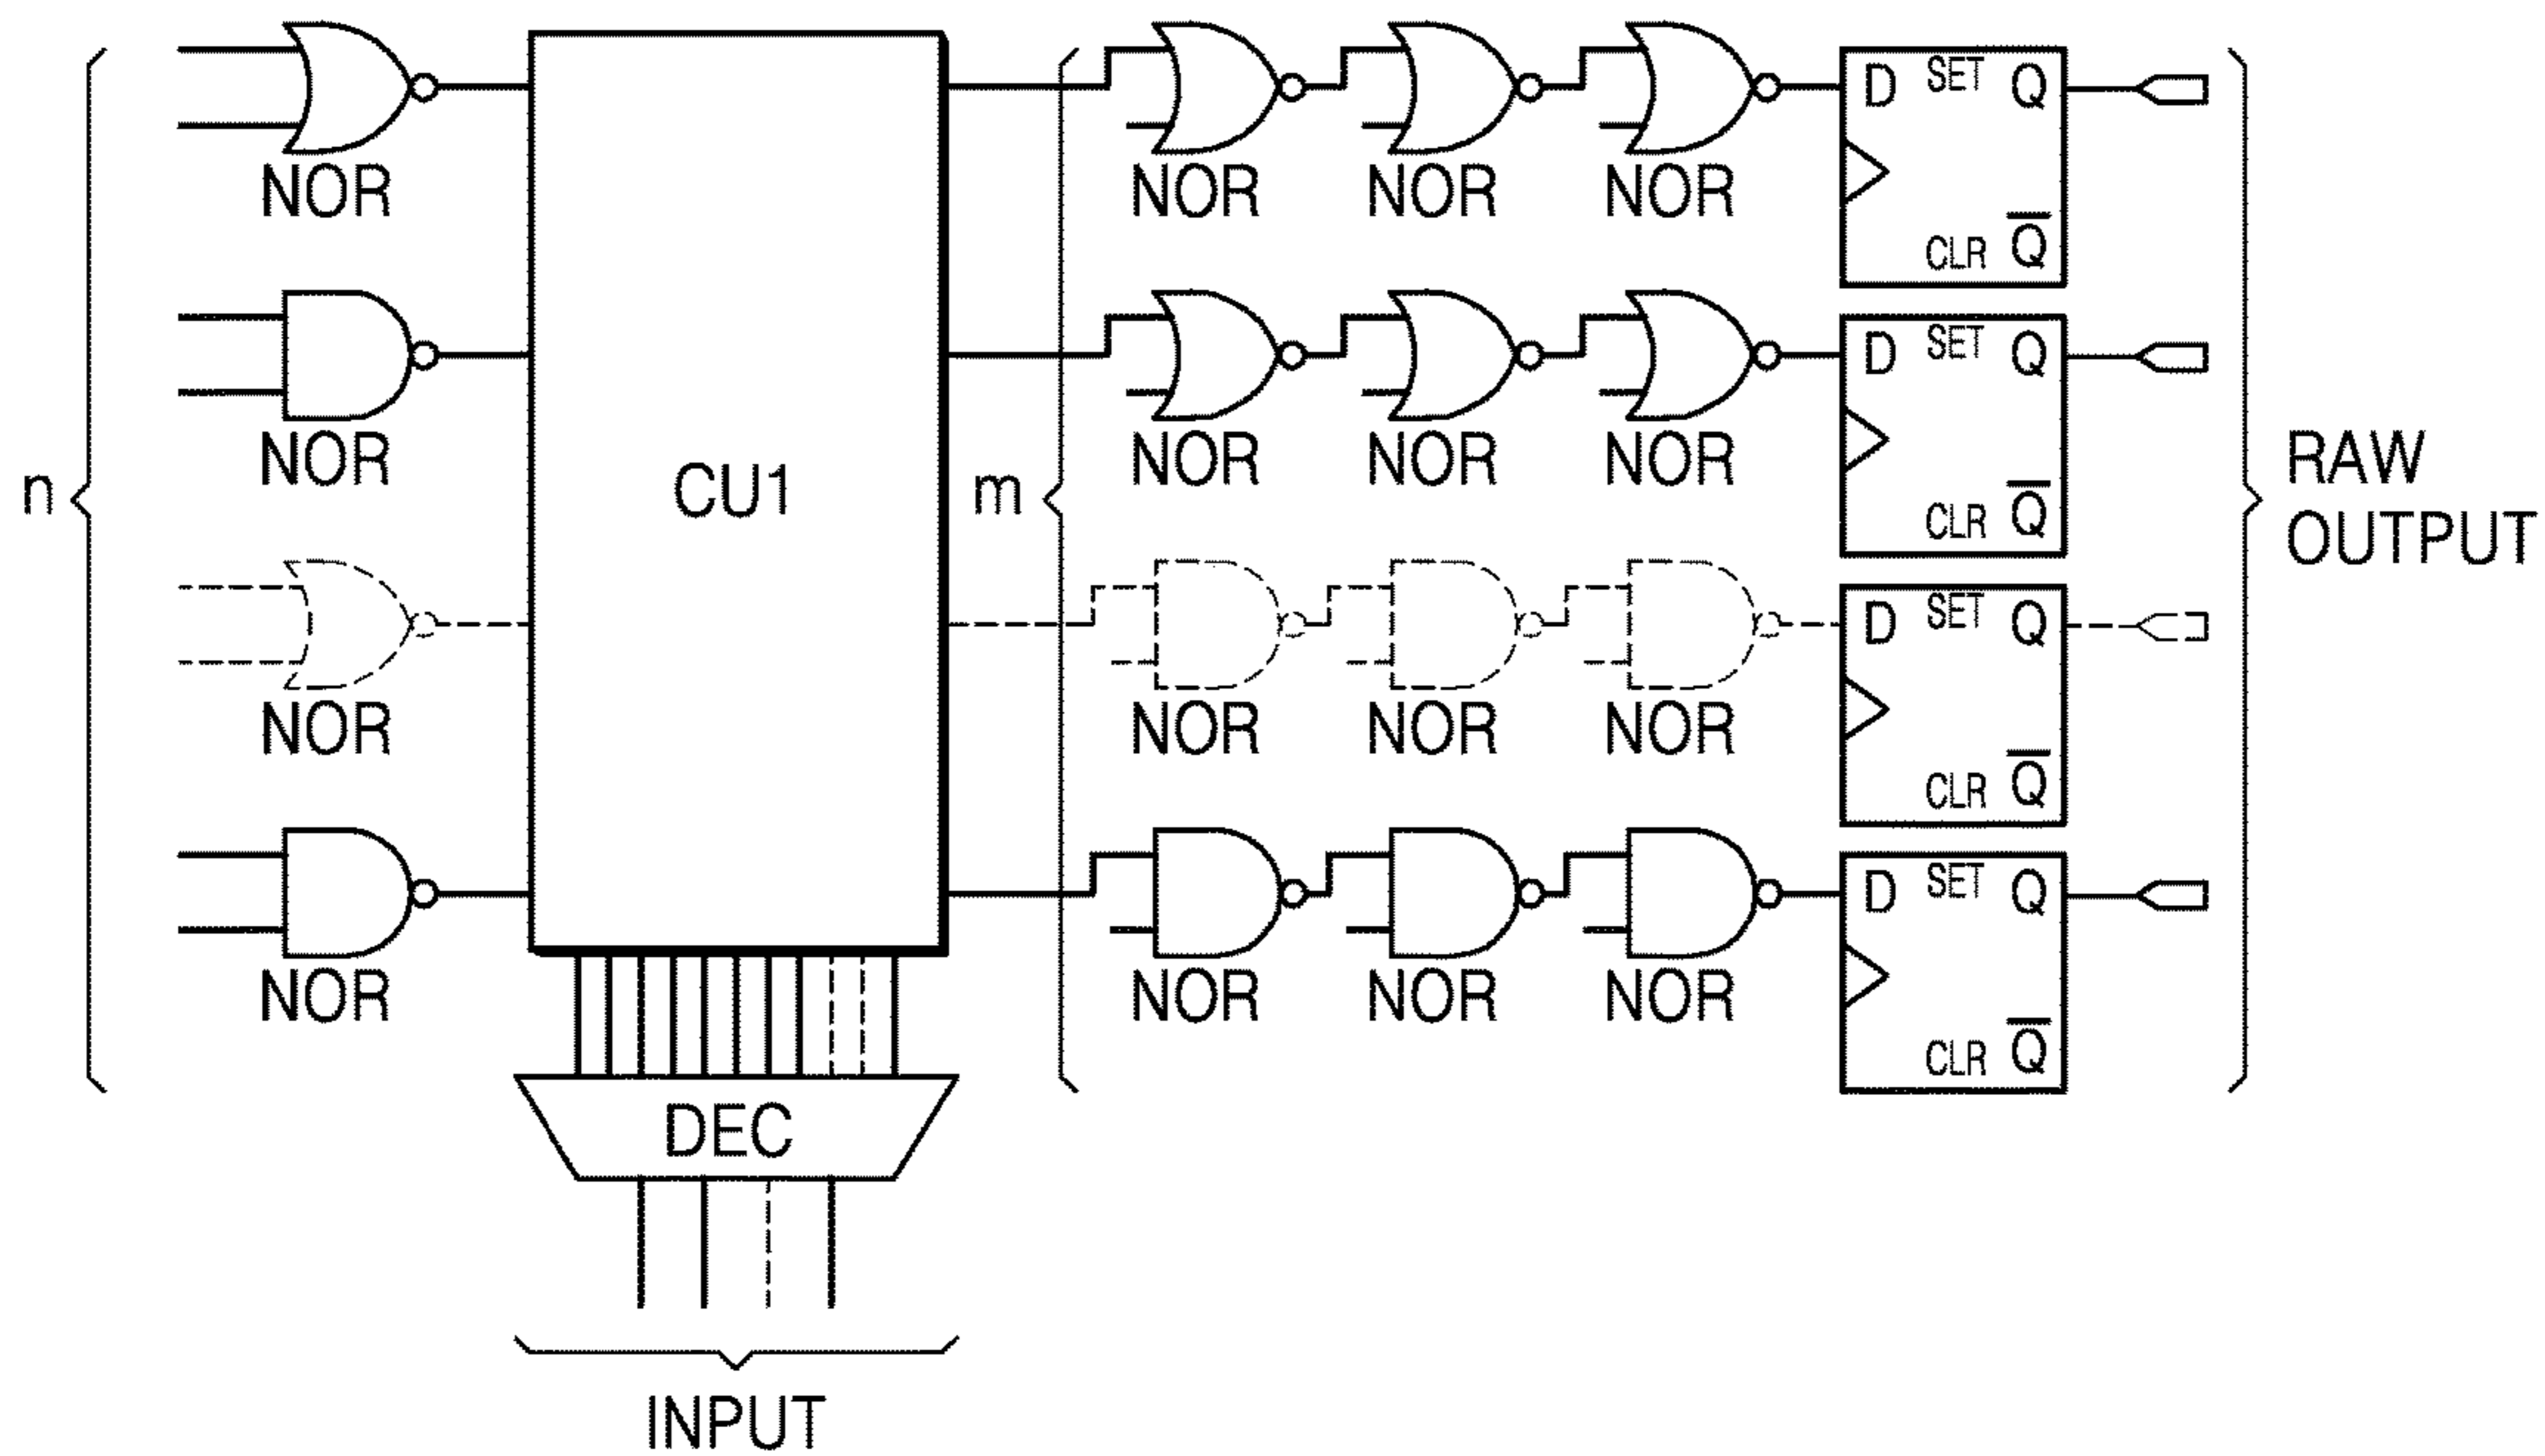 NOR
NOR NOR NOR
D SET Q
CLR Q̅
NOR
NOR NOR NOR
D SET Q
CLR Q̅
n
CU1
m
RAW
OUTPUT
NOR
NOR NOR NOR
D SET Q
CLR Q̅
NOR
NOR NOR NOR
D SET Q
CLR Q̅
DEC
INPUT